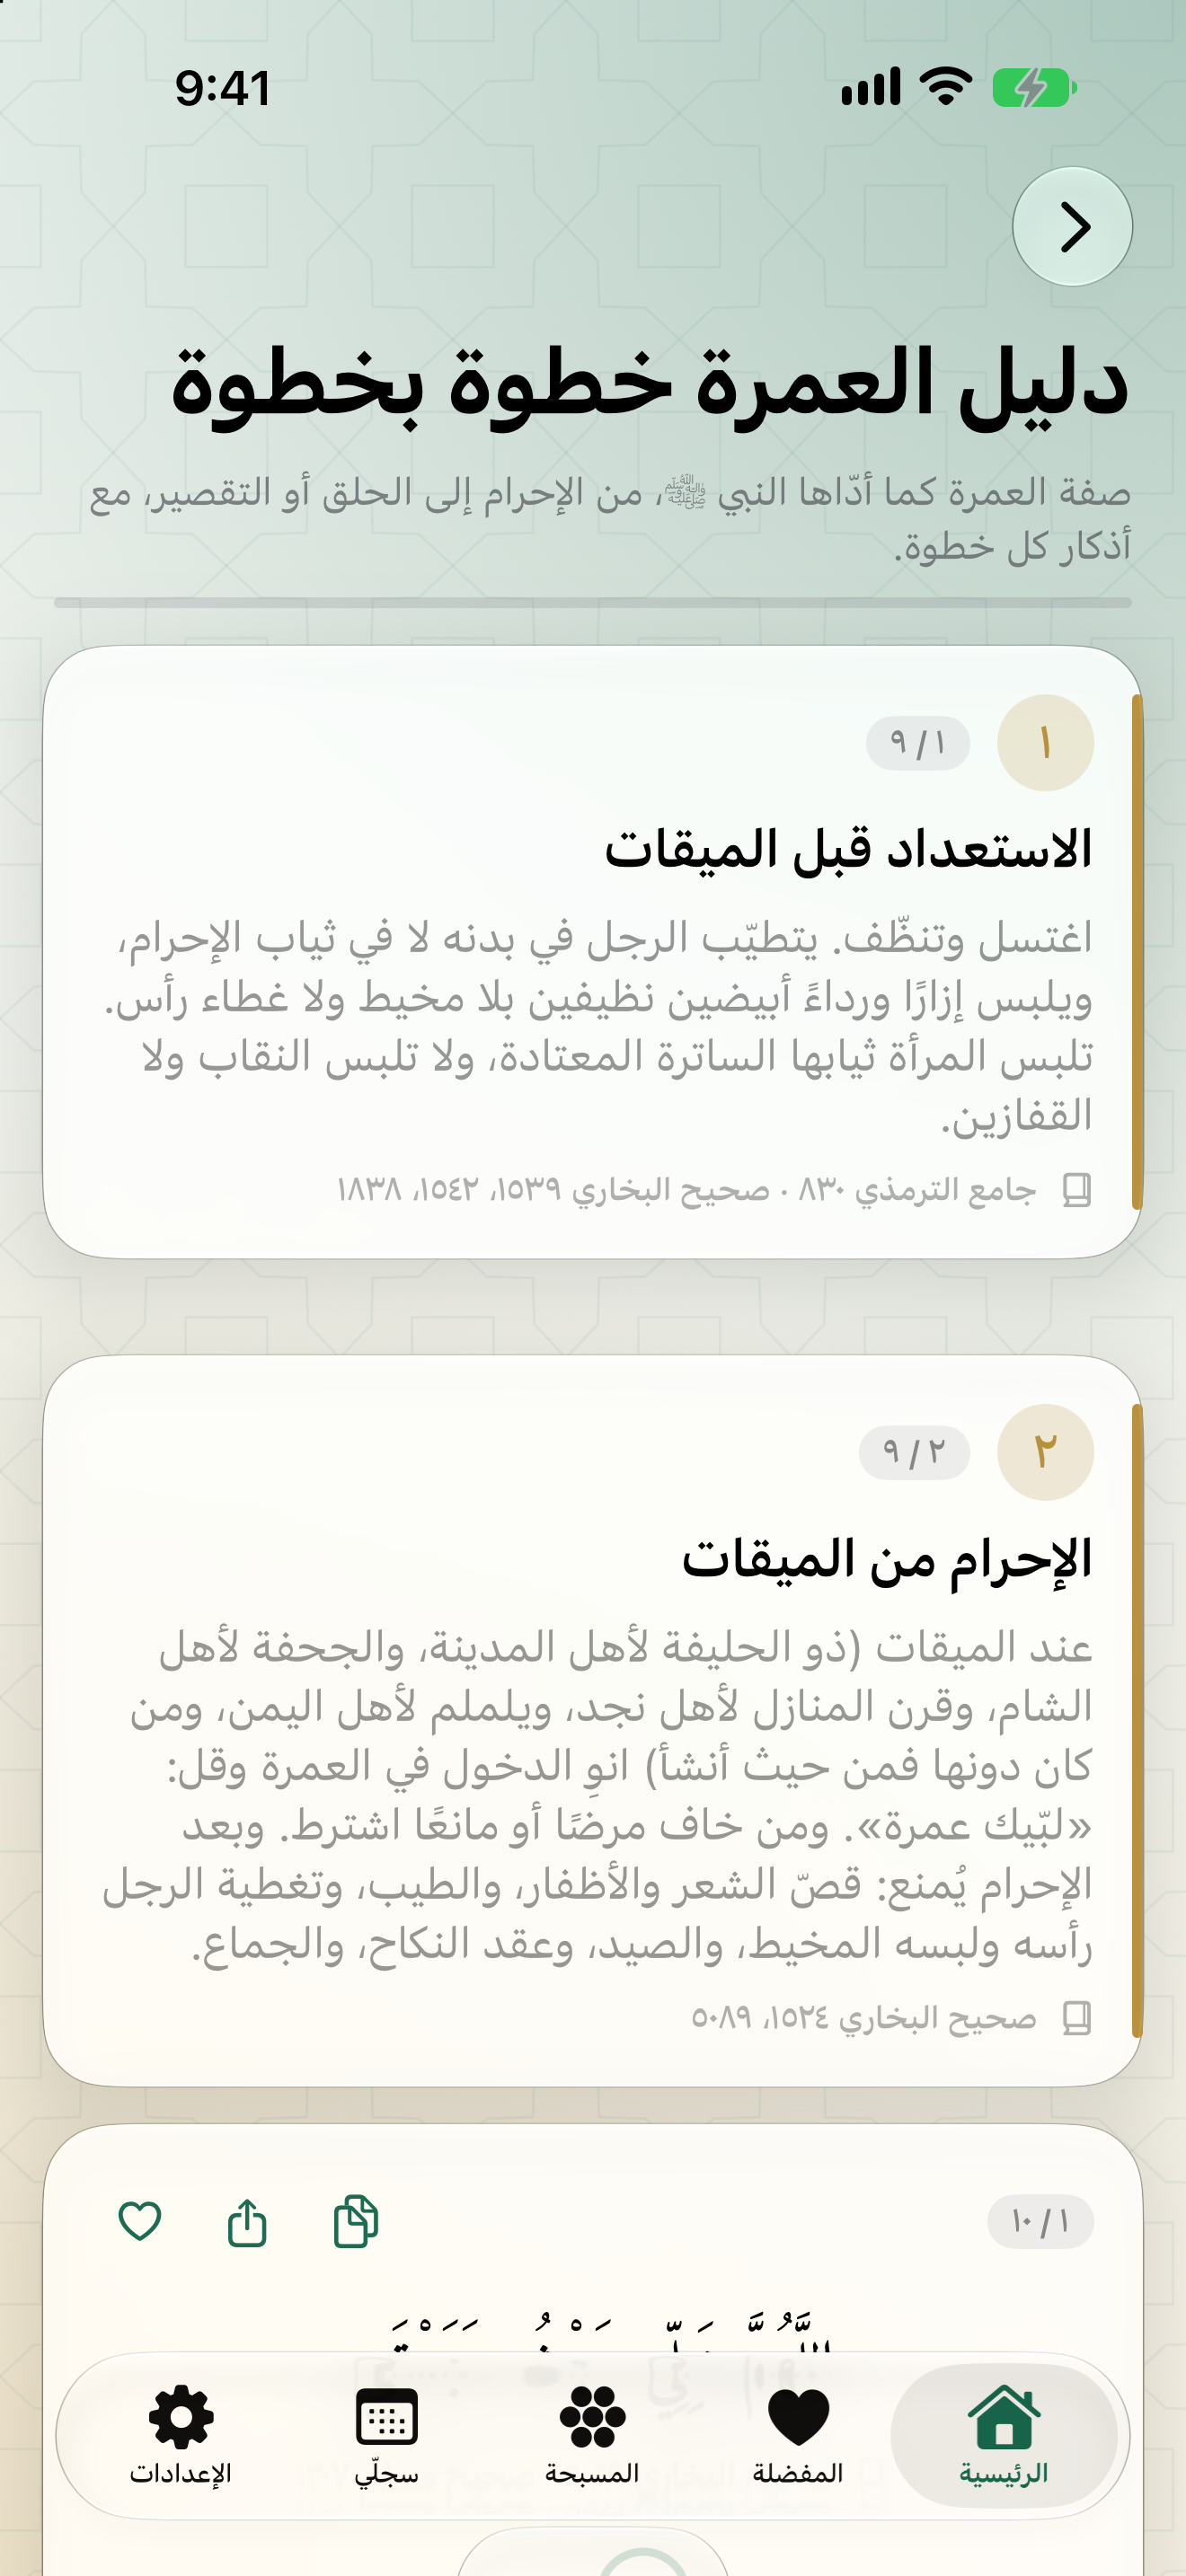 9:41
دليل العمرة خطوة بخطوة
صفة العمرة كما أدّاها النبي ﷺ، من الإحرام إلى الحلق أو التقصير، مع
أذكار كل خطوة.
١
١ / ٩
الاستعداد قبل الميقات
اغتسل وتنظّف. يتطيّب الرجل في بدنه لا في ثياب الإحرام،
ويلبس إزارًا ورداءً أبيضين نظيفين بلا مخيط ولا غطاء رأس.
تلبس المرأة ثيابها الساترة المعتادة، ولا تلبس النقاب ولا
القفازين.
جامع الترمذي ٨٣٠ · صحيح البخاري ١٥٣٩، ١٥٤٢، ١٨٣٨
٢
٢ / ٩
الإحرام من الميقات
عند الميقات (ذو الحليفة لأهل المدينة، والجحفة لأهل
الشام، وقرن المنازل لأهل نجد، ويلملم لأهل اليمن، ومن
كان دونها فمن حيث أنشأ) انوِ الدخول في العمرة وقل:
«لبّيك عمرة». ومن خاف مرضًا أو مانعًا اشترط. وبعد
الإحرام يُمنع: قصّ الشعر والأظفار، والطيب، وتغطية الرجل
رأسه ولبسه المخيط، والصيد، وعقد النكاح، والجماع.
صحيح البخاري ١٥٢٤، ٥٠٨٩
١ / ١٠
الرئيسية
المفضلة
المسبحة
سجلّي
الإعدادات